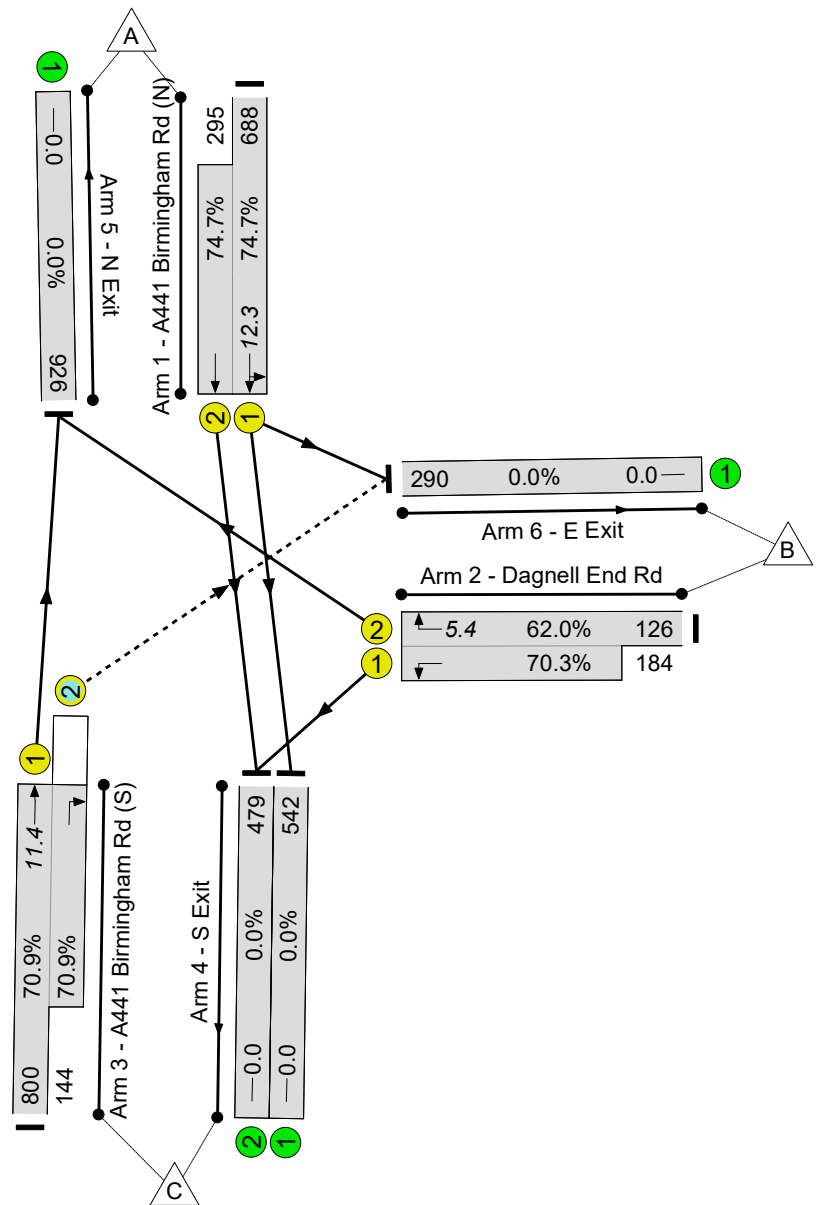 A
1
0.0
0.0%
926
Arm 5 - N Exit
Arm 1 - A441 Birmingham Rd (N)
295
74.7%
688
74.7%
12.3
2
1
290 0.0% 0.0
1
Arm 6 - E Exit
B
Arm 2 - Dagnell End Rd
2
5.4 62.0% 126
1
70.3% 184
2
1
11.4
70.9%
800
70.9%
144
Arm 3 - A441 Birmingham Rd (S)
Arm 4 - S Exit
479
0.0%
0.0
542
0.0%
0.0
2
1
C